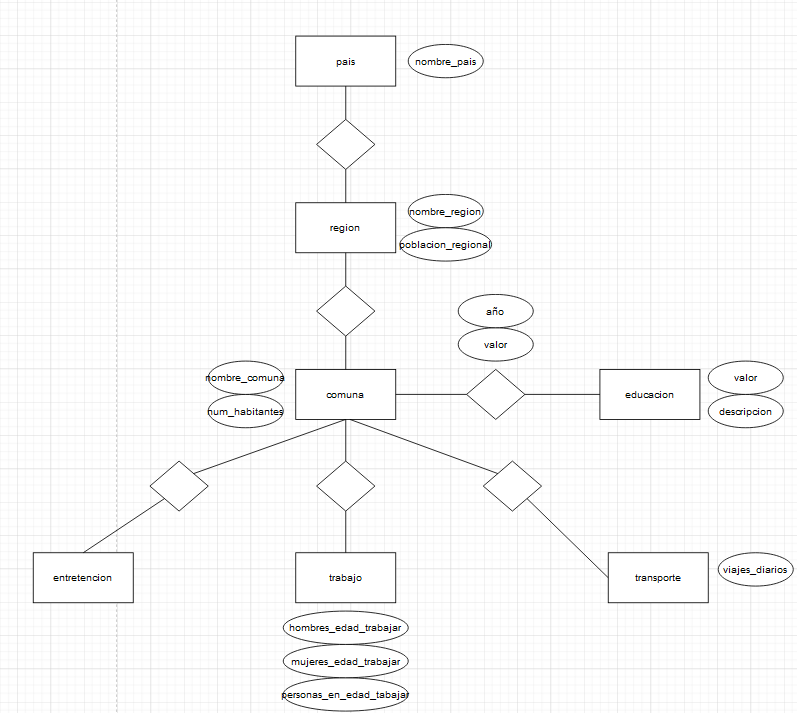 pais
nombre_pais
nombre_region
region
poblacion_regional
año
valor
nombre_comuna
num_habitantes
comuna
educacion
valor
descripcion
entretencion
trabajo
transporte
viajes_diarios
hombres_edad_trabajar
mujeres_edad_trabajar
personas_en_edad_tabajar